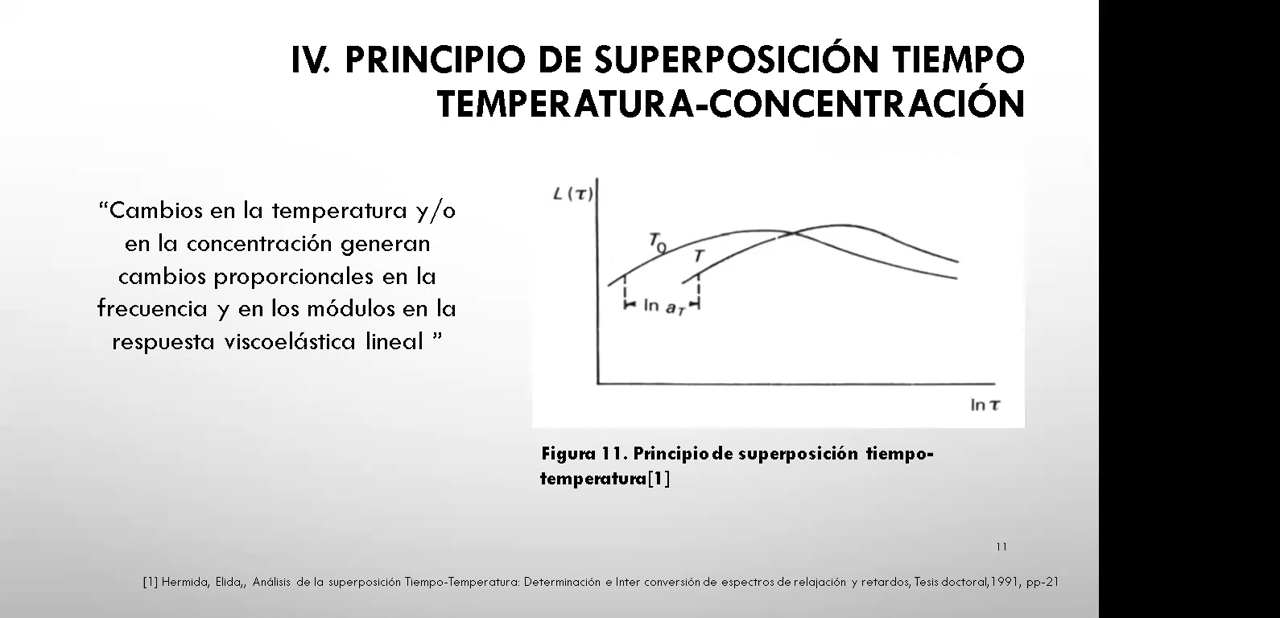 IV. PRINCIPIO DE SUPERPOSICIÓN TIEMPO
TEMPERATURA-CONCENTRACIÓN
“Cambios en la temperatura y/o
en la concentración generan
cambios proporcionales en la
frecuencia y en los módulos en la
respuesta viscoelástica lineal ”
L(τ)
T₀
T
ln a_T
ln τ
Figura 11. Principio de superposición tiempo-
temperatura[1]
11
[1] Hermida, Elida,, Análisis de la superposición Tiempo-Temperatura: Determinación e Inter conversión de espectros de relajación y retardos, Tesis doctoral,1991, pp-21